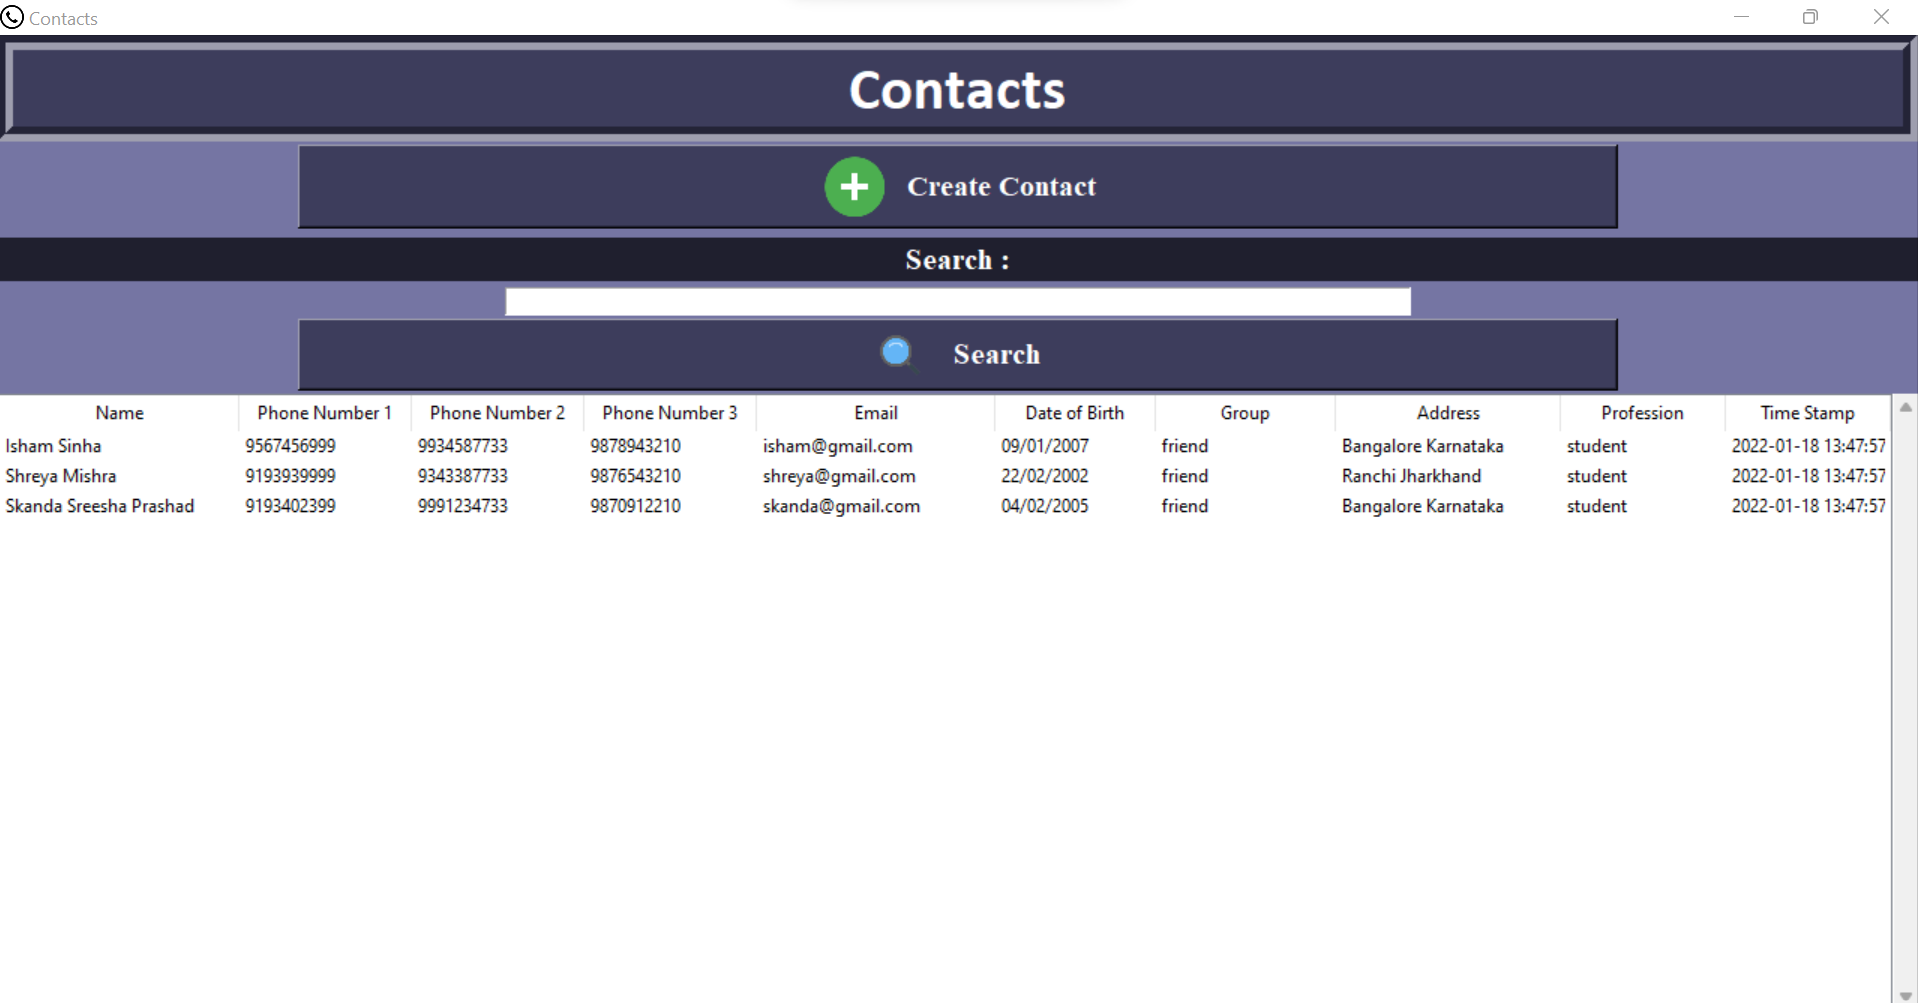 Contacts
Contacts
Create Contact
Search :
Search
Name Phone Number 1 Phone Number 2 Phone Number 3 Email Date of Birth Group Address Profession Time Stamp
Isham Sinha 9567456999 9934587733 9878943210 isham@gmail.com 09/01/2007 friend Bangalore Karnataka student 2022-01-18 13:47:57
Shreya Mishra 9193939999 9343387733 9876543210 shreya@gmail.com 22/02/2002 friend Ranchi Jharkhand student 2022-01-18 13:47:57
Skanda Sreesha Prashad 9193402399 9991234733 9870912210 skanda@gmail.com 04/02/2005 friend Bangalore Karnataka student 2022-01-18 13:47:57